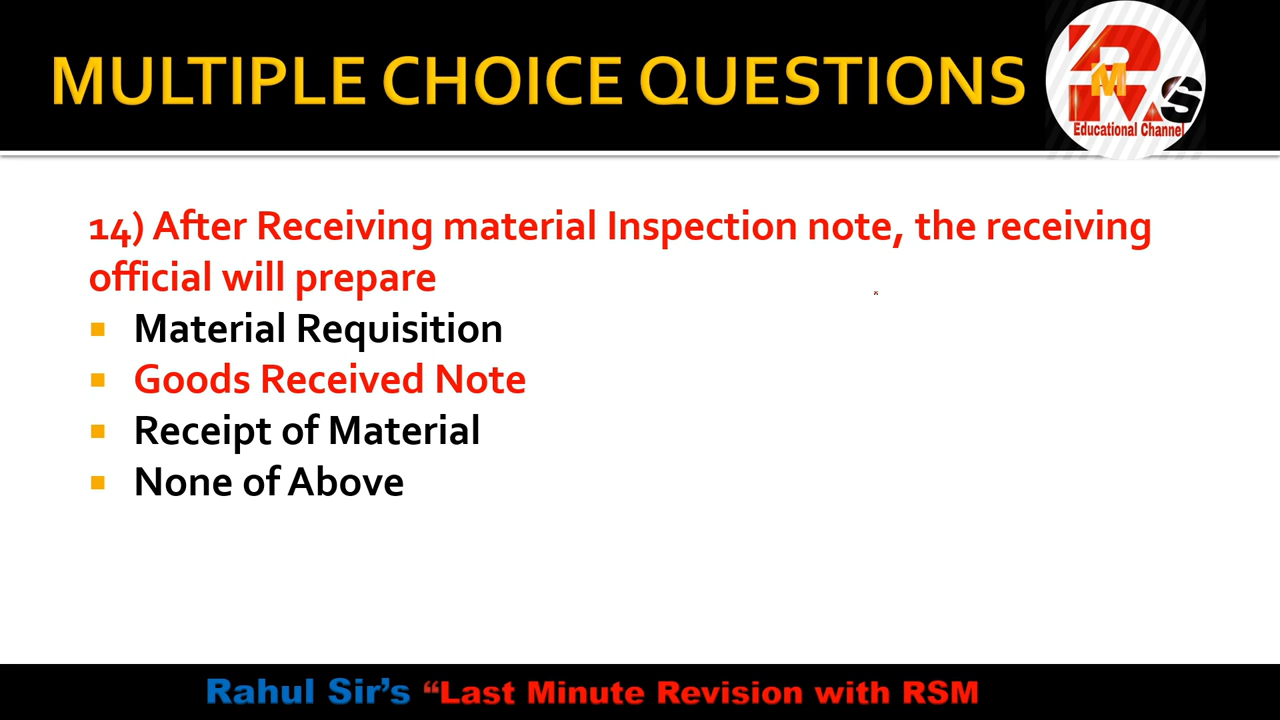 MULTIPLE CHOICE QUESTIONS
RMS
Educational Channel
14) After Receiving material Inspection note, the receiving
official will prepare
Material Requisition
Goods Received Note
Receipt of Material
None of Above
Rahul Sir’s “Last Minute Revision with RSM